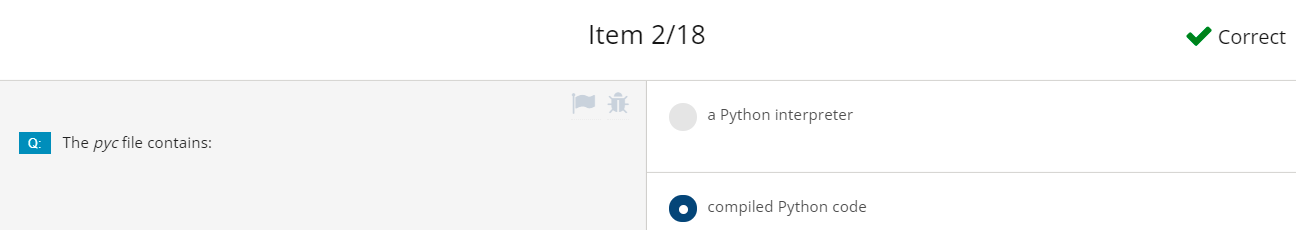 Item 2/18
Correct
Q: The pyc file contains:
a Python interpreter
compiled Python code